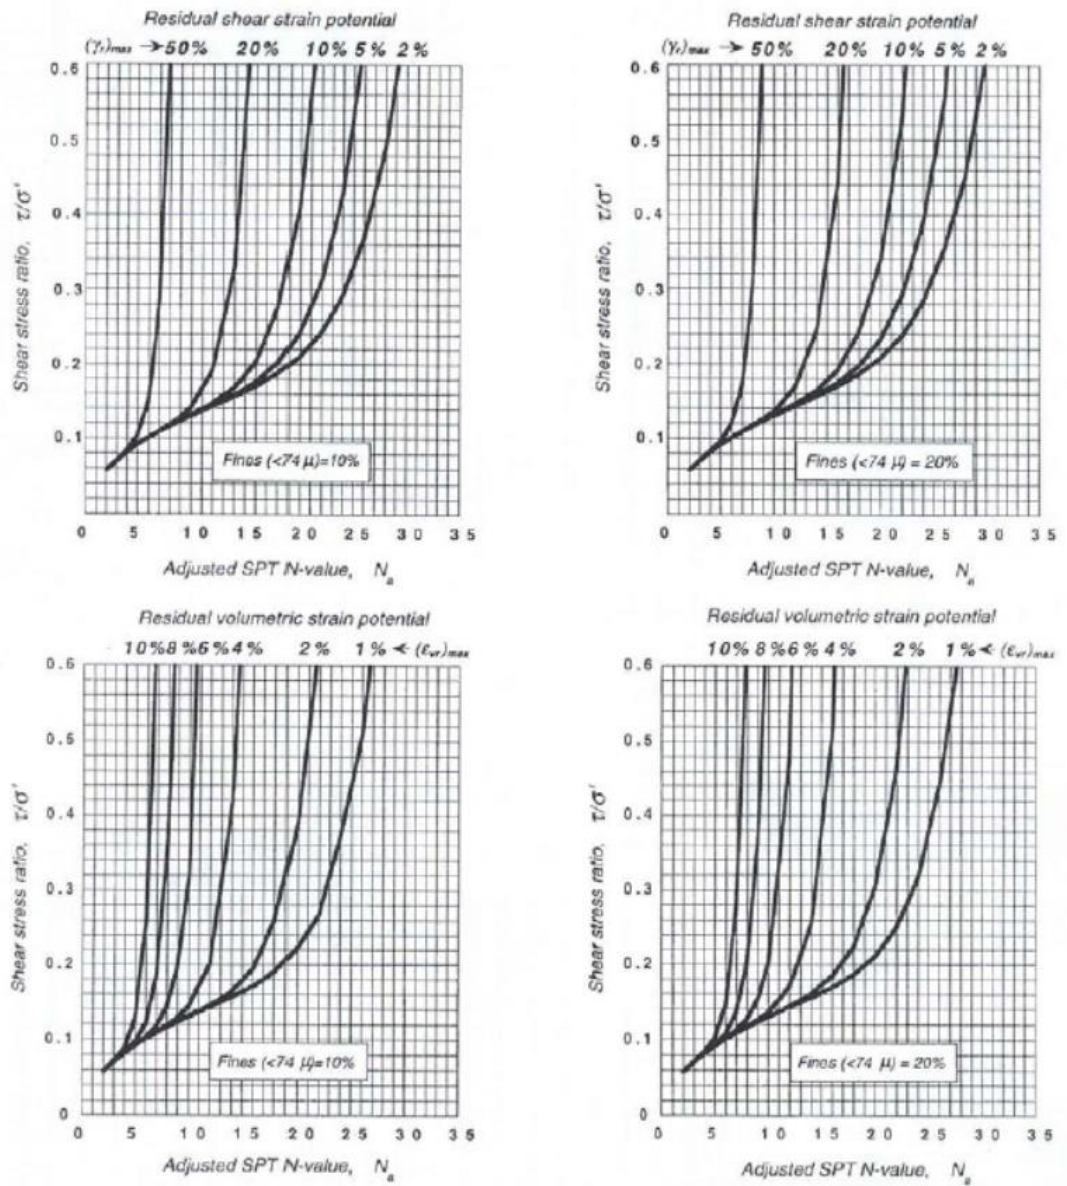 Residual shear strain potential
(γr)max → 50% 20% 10% 5% 2%
0.6
0.5
0.4
0.3
0.2
0.1
Shear stress ratio, τ/σ'
Fines (<74 μ)=10%
0 5 10 15 20 25 30 35
Adjusted SPT N-value, Na
Residual shear strain potential
(γr)max → 50% 20% 10% 5% 2%
0.6
0.5
0.4
0.3
0.2
0.1
Shear stress ratio, τ/σ'
Fines (<74 μ) = 20%
0 5 10 15 20 25 30 35
Adjusted SPT N-value, Na
Residual volumetric strain potential
10% 8% 6% 4% 2% 1% ← (εvr)max
0.6
0.5
0.4
0.3
0.2
0.1
0
Shear stress ratio, τ/σ'
Fines (<74 μ)=10%
0 5 10 15 20 25 30 35
Adjusted SPT N-value, Na
Residual volumetric strain potential
10% 8% 6% 4% 2% 1% ← (εvr)max
0.6
0.5
0.4
0.3
0.2
0.1
0
Shear stress ratio, τ/σ'
Fines (<74 μ) = 20%
0 5 10 15 20 25 30 35
Adjusted SPT N-value, Na